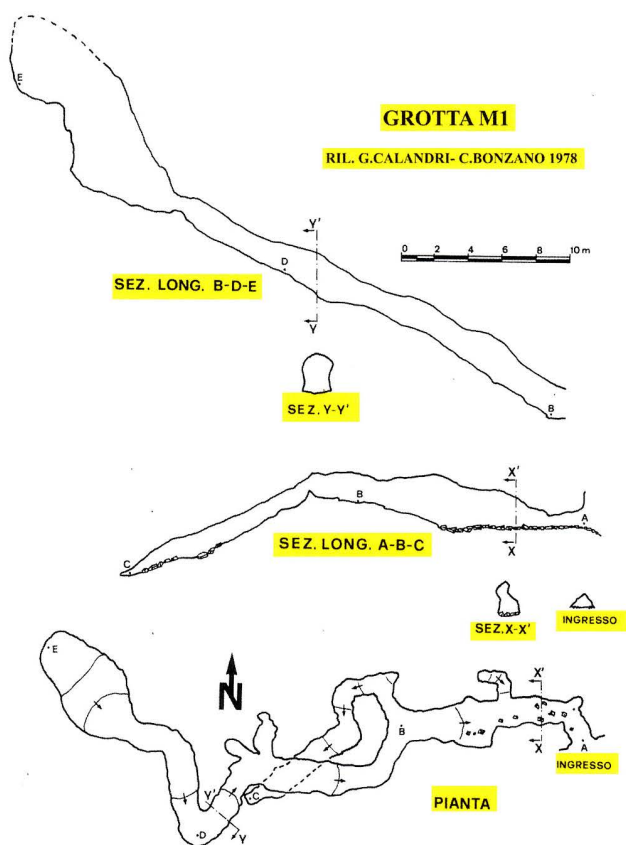 E
GROTTA M1
RIL. G.CALANDRI- C.BONZANO 1978
Y'
0 2 4 6 8 10 m
D
SEZ. LONG. B-D-E
Y
B
SEZ. Y-Y'
X'
B
A
SEZ. LONG. A-B-C
C
X
SEZ.X-X'
INGRESSO
E
N
X'
B
X
A
INGRESSO
Y'
C
PIANTA
D
Y